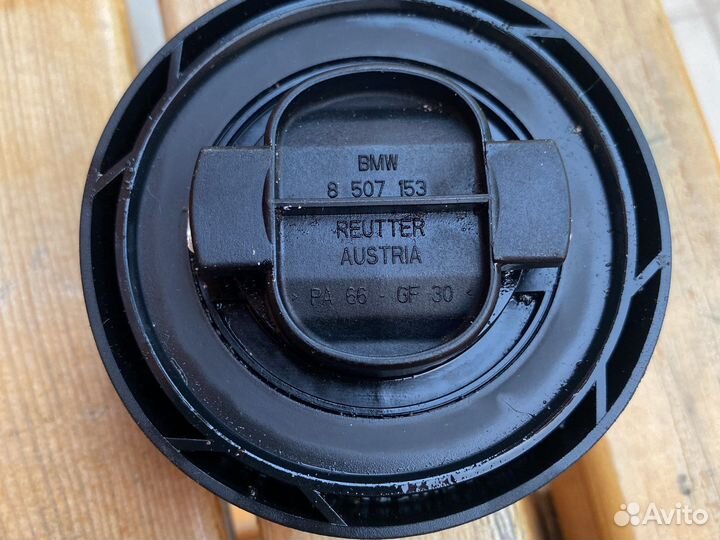 BMW
8 507 153
REUTTER
AUSTRIA
> PA 66 - GF 30 <
Avito